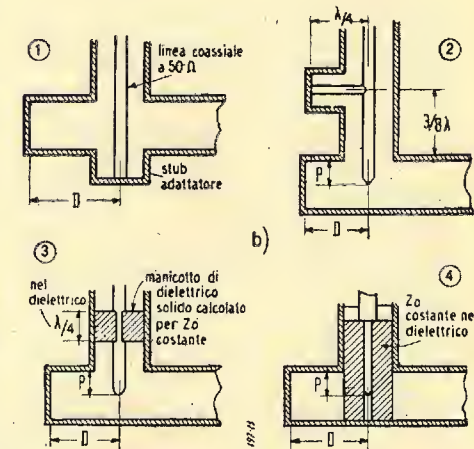 1
linea coassiale
a 50 Ω
stub
adattatore
D
2
λ/4
3/8 λ
P
D
b)
3
nel
dielettrico
λ/4
manicotto di
dielettrico
solido calcolato
per Zo
costante
P
D
4
Zo
costante nel
dielettrico
P
D